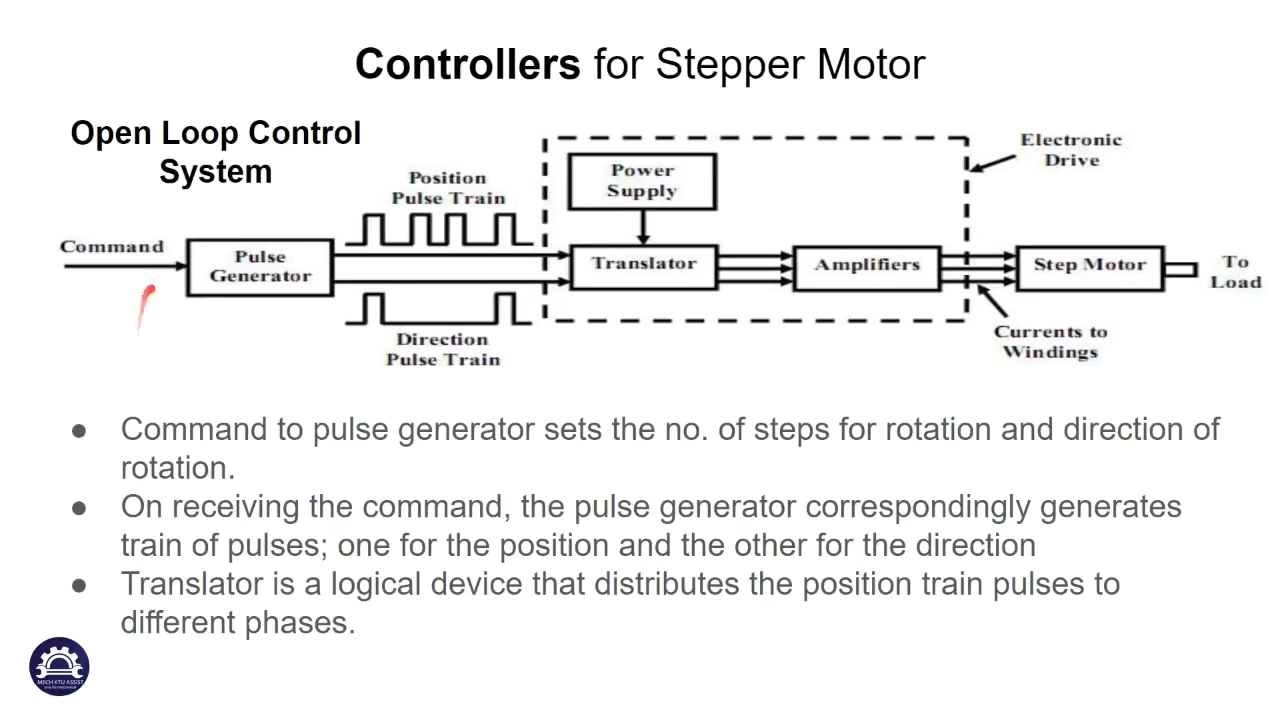 Controllers for Stepper Motor
Open Loop Control
System
Position
Pulse Train
Power
Supply
Electronic
Drive
Command
Pulse
Generator
Translator
Amplifiers
Step Motor
To
Load
Direction
Pulse Train
Currents to
Windings
● Command to pulse generator sets the no. of steps for rotation and direction of
rotation.
● On receiving the command, the pulse generator correspondingly generates
train of pulses; one for the position and the other for the direction
● Translator is a logical device that distributes the position train pulses to
different phases.
MECH KTU ASSIST